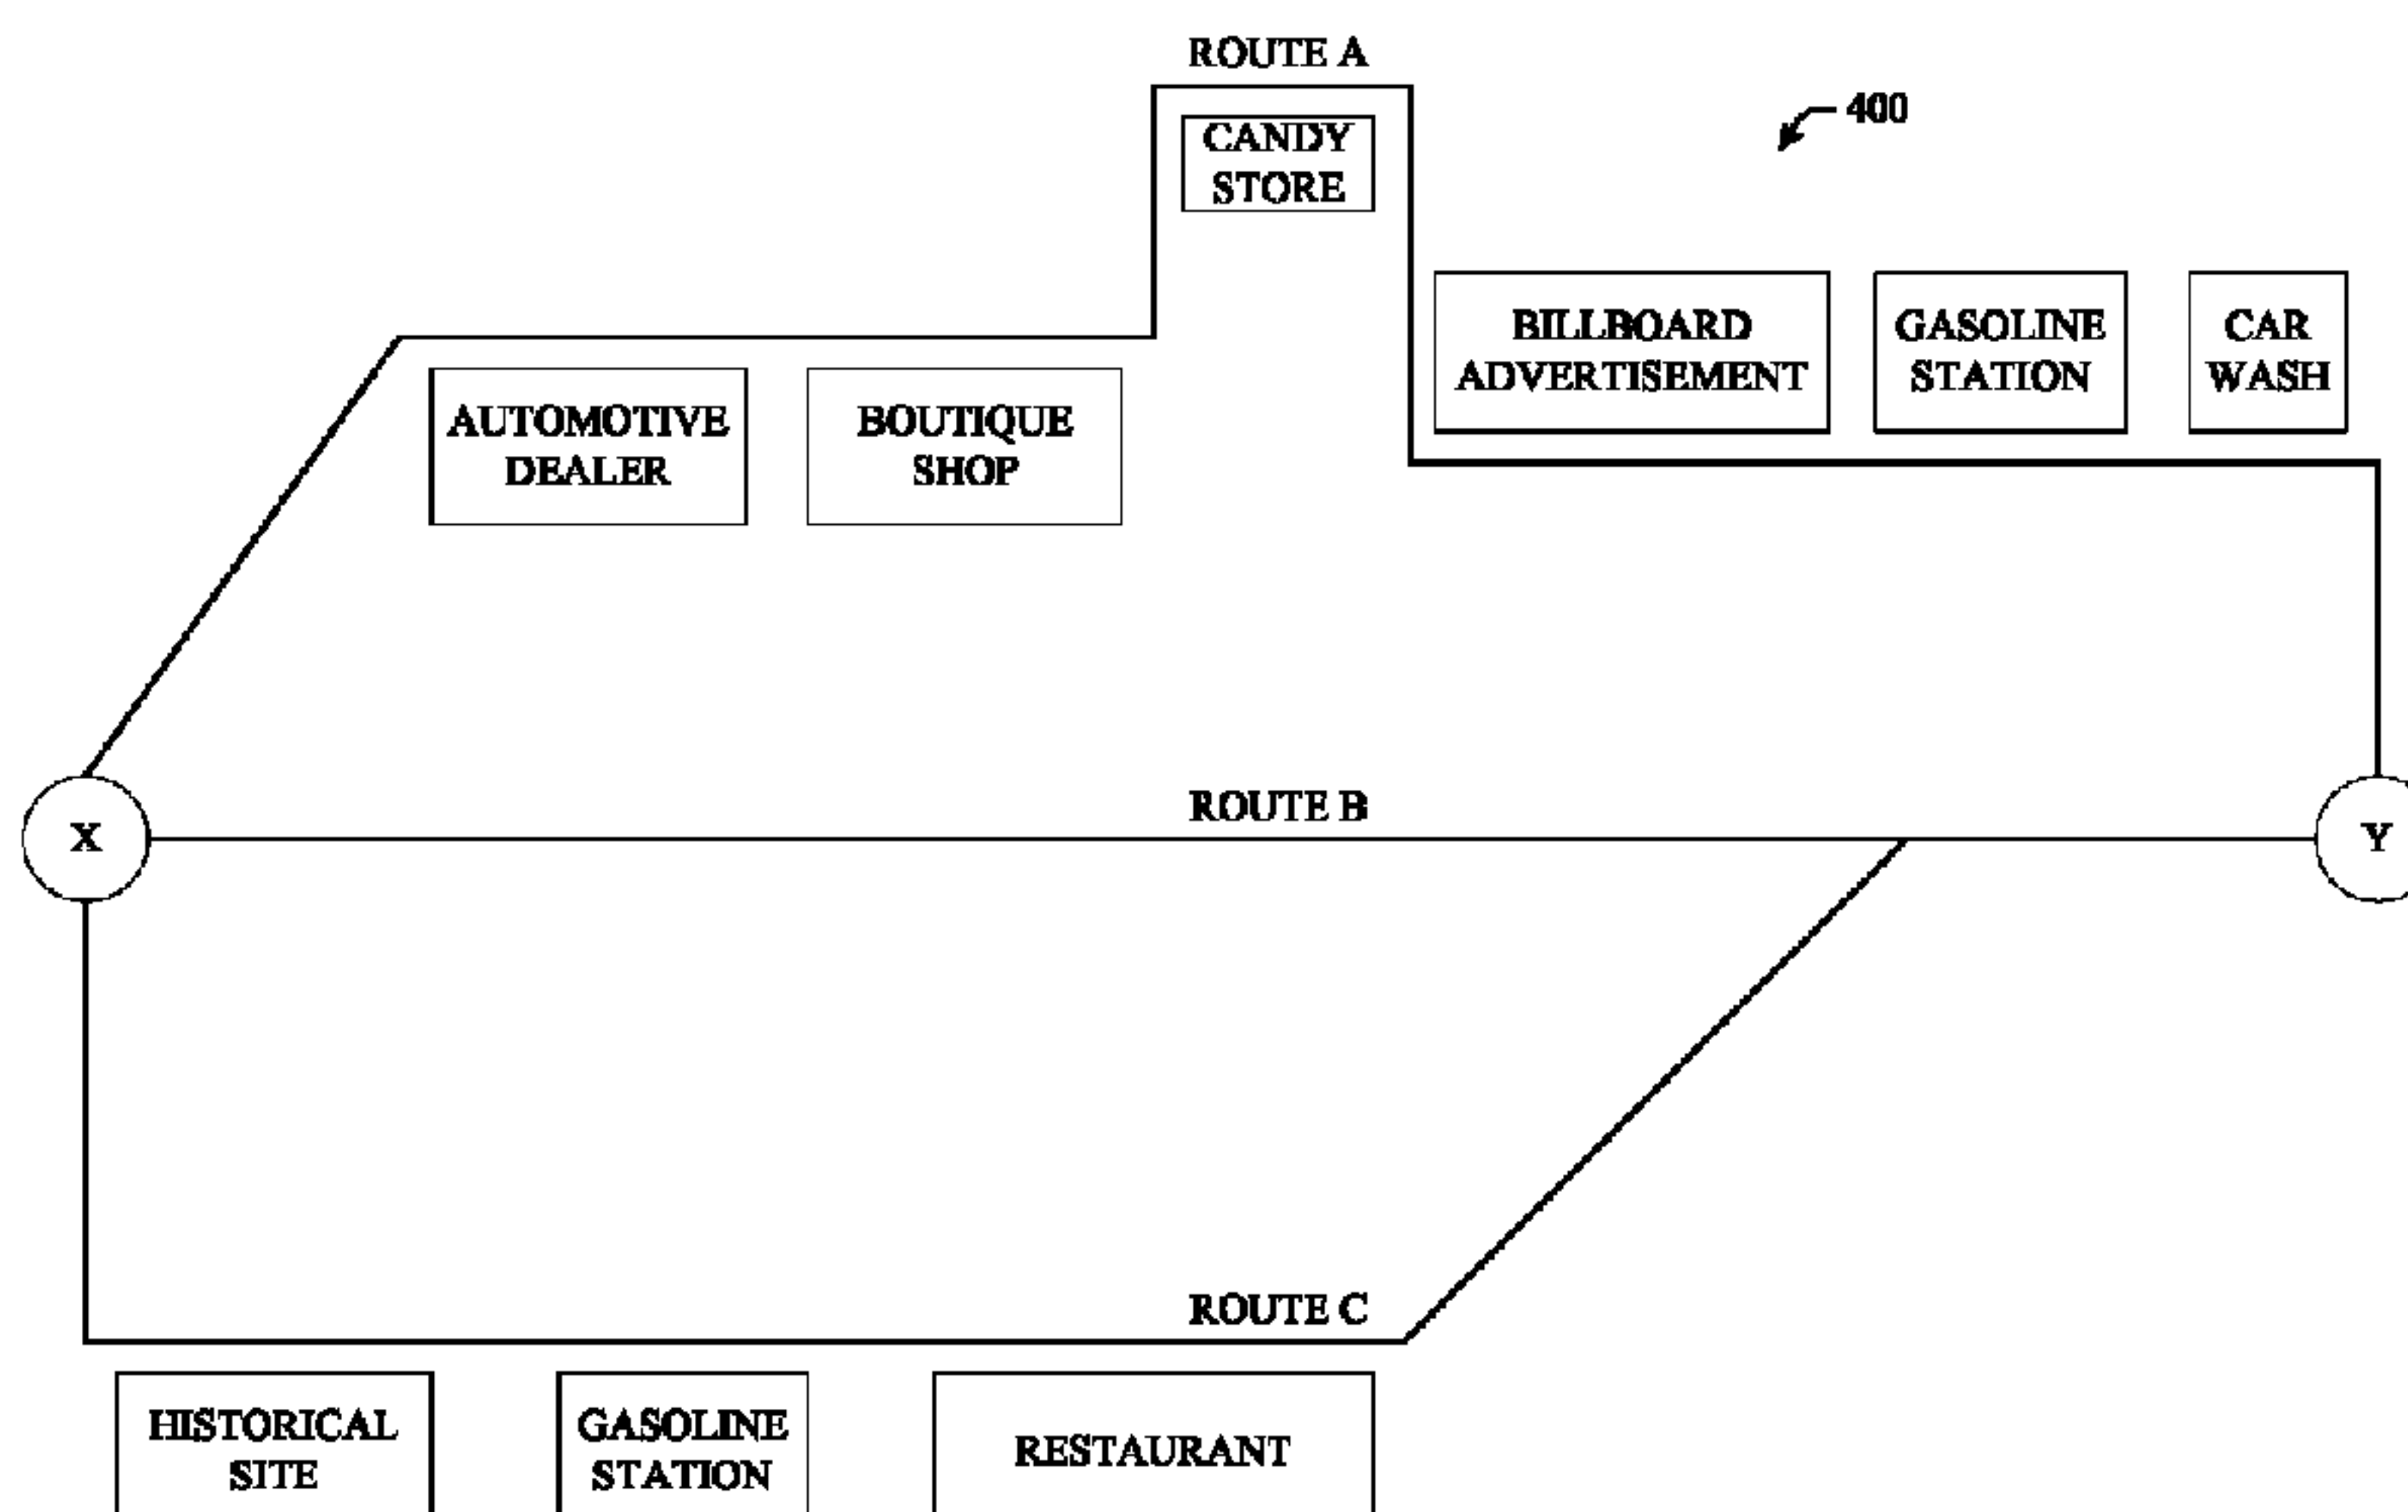 ROUTE A
400
CANDY
STORE
BILLBOARD
ADVERTISEMENT
GASOLINE
STATION
CAR
WASH
AUTOMOTIVE
DEALER
BOUTIQUE
SHOP
X
ROUTE B
Y
ROUTE C
HISTORICAL
SITE
GASOLINE
STATION
RESTAURANT